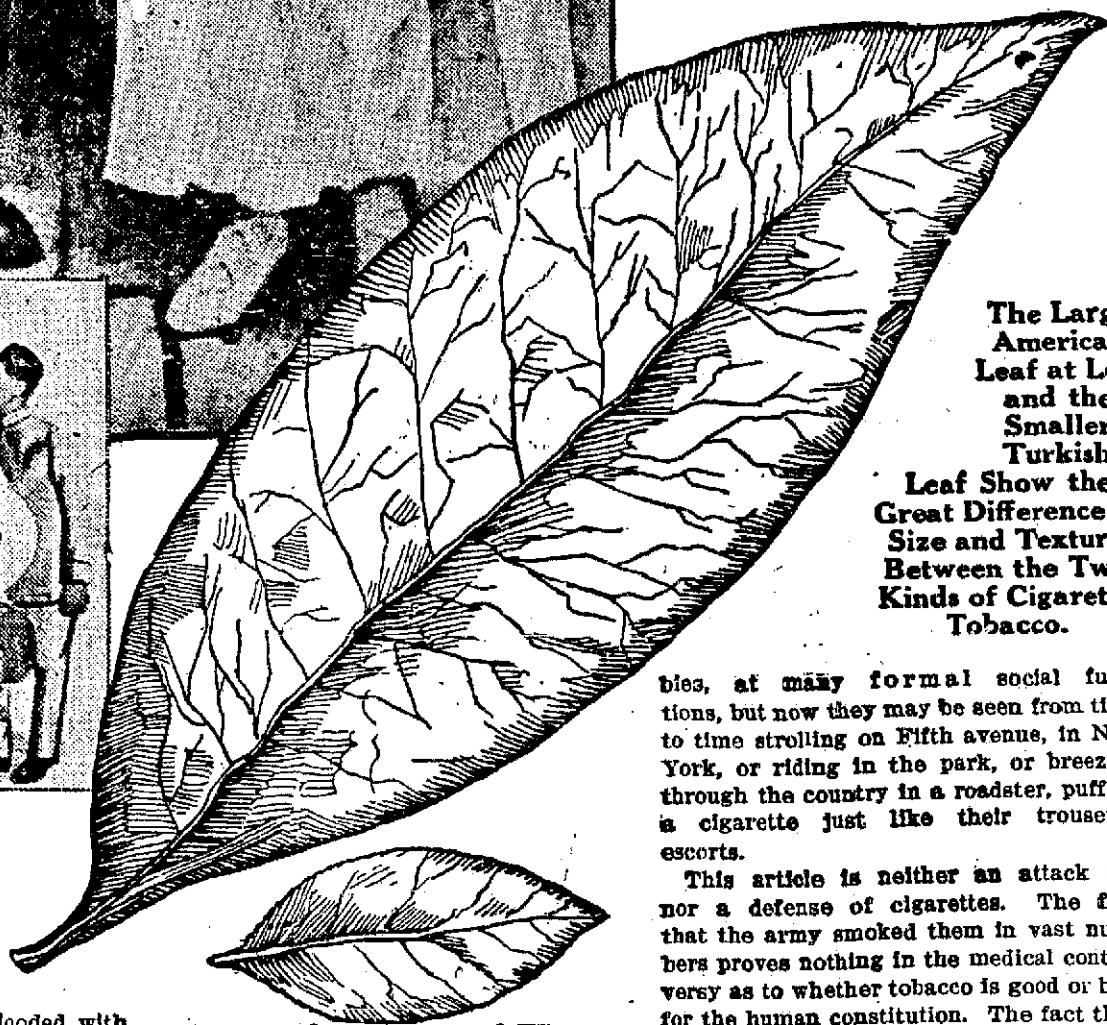 The Larg
America
Leaf at Le
and the
Smaller
Turkish
Leaf Show the
Great Difference
Size and Textur
Between the Tw
Kinds of Cigaret
Tobacco.
bies, at many formal social fu
tions, but now they may be seen from ti
to time strolling on Fifth avenue, in N
York, or riding in the park, or breez
through the country in a roadster, puff
a cigarette just like their trouse
escorts.
This article is neither an attack
nor a defense of cigarettes. The f
that the army smoked them in vast nu
bers proves nothing in the medical cont
versy as to whether tobacco is good or b
for the human constitution. The fact th
looded with